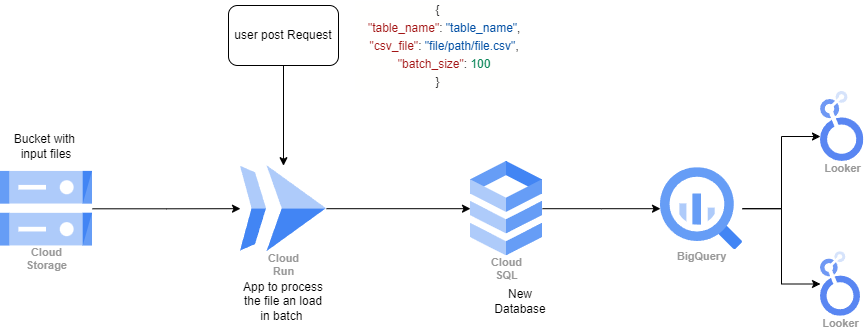 user post Request
{
"table_name": "table_name",
"csv_file": "file/path/file.csv",
"batch_size": 100
}
Bucket with
input files
Cloud
Storage
Cloud
Run
App to process
the file an load
in batch
Cloud
SQL
New
Database
BigQuery
Looker
Looker